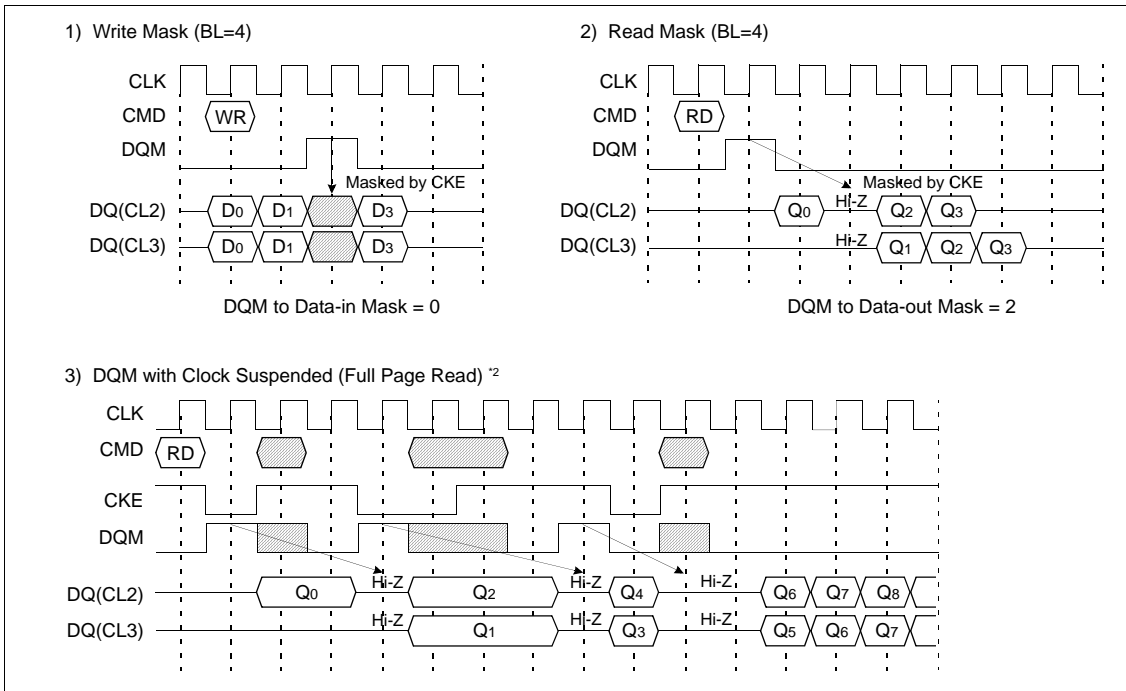 1) Write Mask (BL=4)
CLK
CMD
WR
DQM
Masked by CKE
DQ(CL2)
D0 D1 D3
DQ(CL3)
D0 D1 D3
DQM to Data-in Mask = 0
2) Read Mask (BL=4)
CLK
CMD
RD
DQM
Masked by CKE
DQ(CL2)
Q0 Hi-Z Q2 Q3
DQ(CL3)
Hi-Z Q1 Q2 Q3
DQM to Data-out Mask = 2
3) DQM with Clock Suspended (Full Page Read) *2
CLK
CMD
RD
CKE
DQM
DQ(CL2)
Q0 Hi-Z Q2 Hi-Z Q4 Hi-Z Q6 Q7 Q8
DQ(CL3)
Hi-Z Q1 Hi-Z Q3 Hi-Z Q5 Q6 Q7